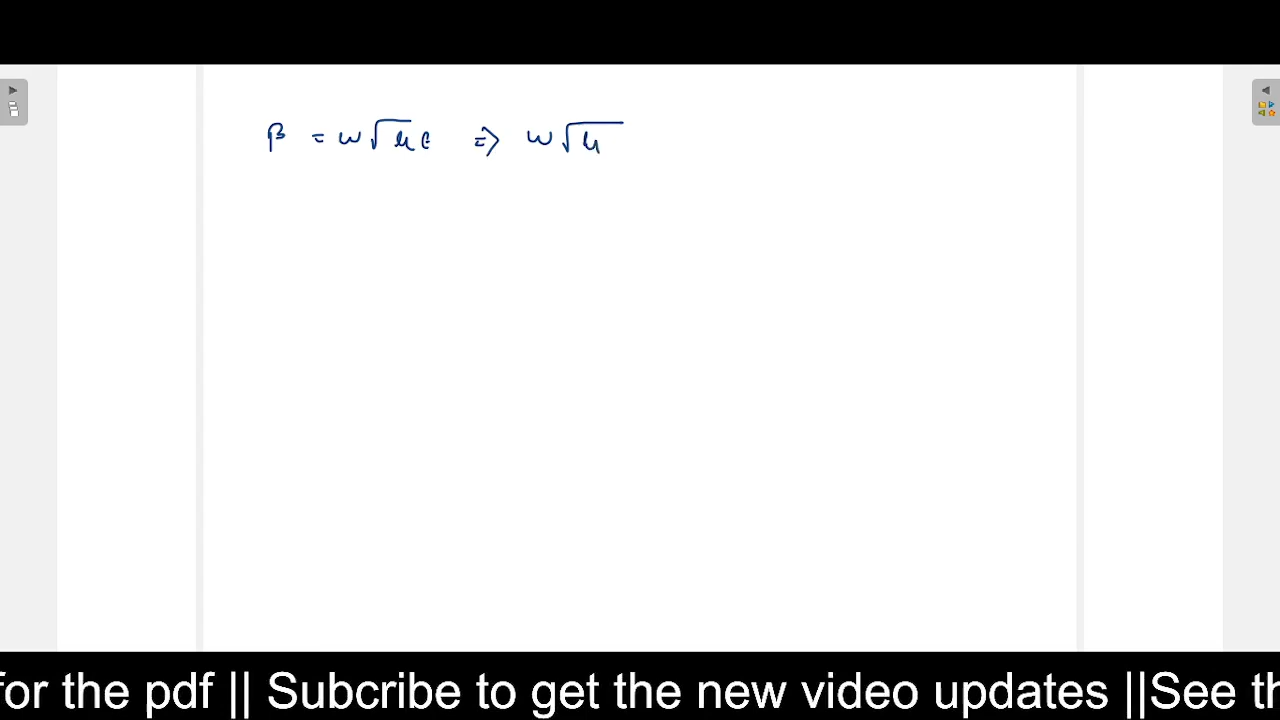 β = ω√με ⇒ ω√μ
for the pdf || Subcribe to get the new video updates ||See th